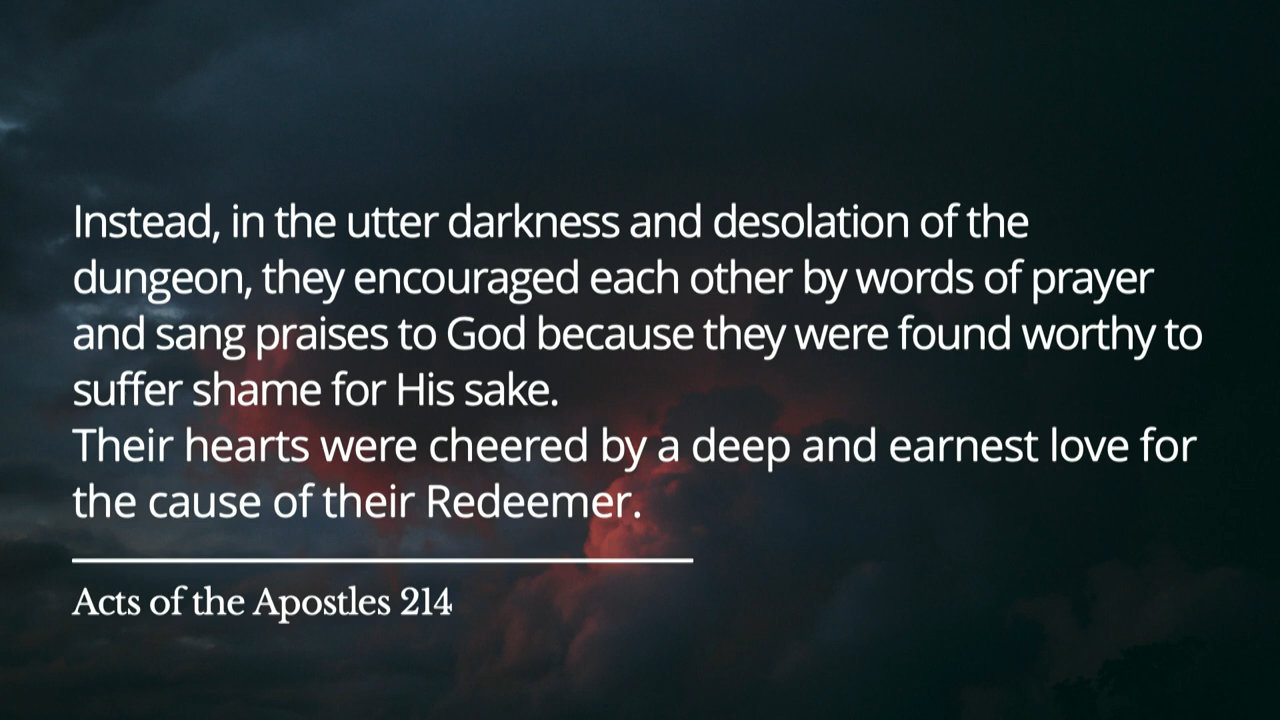 Instead, in the utter darkness and desolation of the
dungeon, they encouraged each other by words of prayer
and sang praises to God because they were found worthy to
suffer shame for His sake.
Their hearts were cheered by a deep and earnest love for
the cause of their Redeemer.
Acts of the Apostles 214